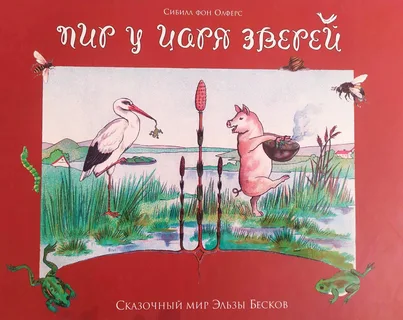 Сибилл фон Олферс
ПИР У ЦАРЯ ЗВЕРЕЙ
Сказочный мир Эльзы Бесков